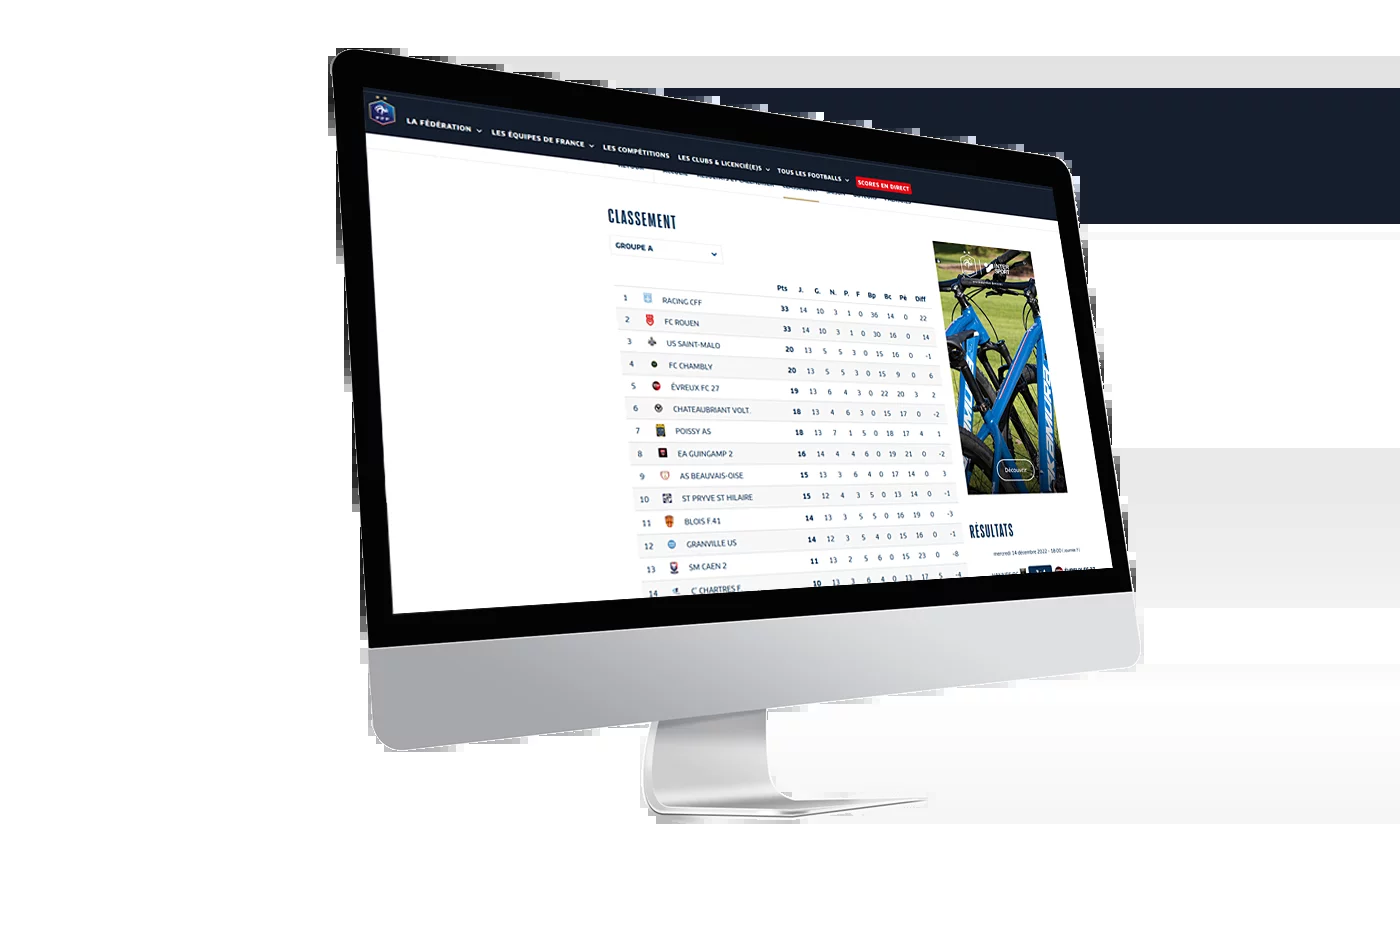 FFF
LA FÉDÉRATION LES ÉQUIPES DE FRANCE LES COMPÉTITIONS LES CLUBS & LICENCIÉ(E)S TOUS LES FOOTBALLS SCORES EN DIRECT
CLASSEMENT
GROUPE A
Pts J. G. N. P. F Bp Bc Pé Diff
1 RACING CFF 33 14 10 3 1 0 36 14 0 22
2 FC ROUEN 33 14 10 3 1 0 30 16 0 14
3 US SAINT-MALO 20 13 5 5 3 0 15 16 0 -1
4 FC CHAMBLY 20 13 5 5 3 0 15 9 0 6
5 ÉVREUX FC 27 19 13 6 4 3 0 22 20 3 2
6 CHATEAUBRIANT VOLT. 18 13 4 6 3 0 15 17 0 -2
7 POISSY AS 18 13 7 1 5 0 18 17 4 1
8 EA GUINGAMP 2 16 14 4 4 6 0 19 21 0 -2
9 AS BEAUVAIS-OISE 15 13 3 6 4 0 17 14 0 3
10 ST PRYVE ST HILAIRE 15 12 4 3 5 0 13 14 0 -1
11 BLOIS F.41 14 13 3 5 5 0 16 19 0 -3
12 GRANVILLE US 14 12 3 5 4 0 15 16 0 -1
13 SM CAEN 2 11 13 2 5 6 0 15 23 0 -8
14 C' CHARTRES F. 10 13 3 6 4 0 13 17 5 -4
INTER
SPORT
NAKAMURA
Découvrir
RÉSULTATS
mercredi 14 décembre 2022 - 18:00 (Journée 7)